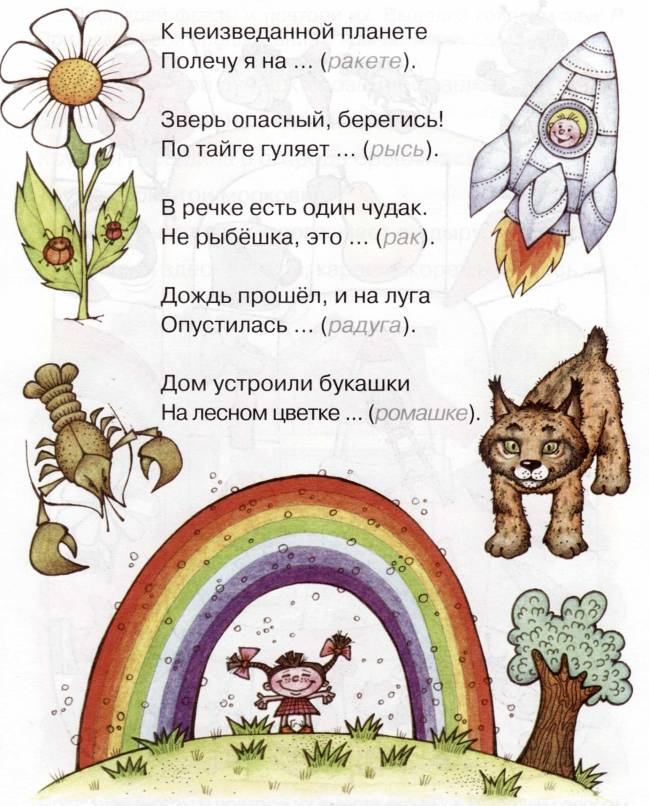 К неизведанной планете
Полечу я на ... (ракете).
Зверь опасный, берегись!
По тайге гуляет ... (рысь).
В речке есть один чудак.
Не рыбёшка, это ... (рак).
Дождь прошёл, и на луга
Опустилась ... (радуга).
Дом устроили букашки
На лесном цветке ... (ромашке).